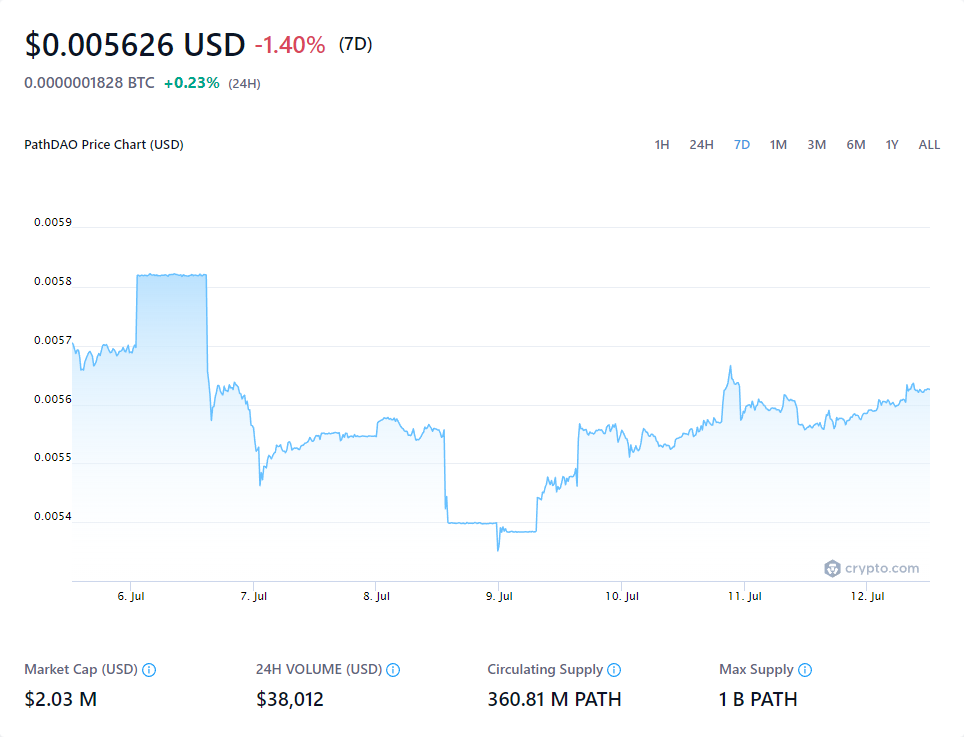 $0.005626 USD -1.40% (7D)
0.0000001828 BTC +0.23% (24H)
PathDAO Price Chart (USD) 1H 24H 7D 1M 3M 6M 1Y ALL
0.0059
0.0058
0.0057
0.0056
0.0055
0.0054
crypto.com
6. Jul 7. Jul 8. Jul 9. Jul 10. Jul 11. Jul 12. Jul
Market Cap (USD) 24H VOLUME (USD) Circulating Supply Max Supply
$2.03 M $38,012 360.81 M PATH 1 B PATH